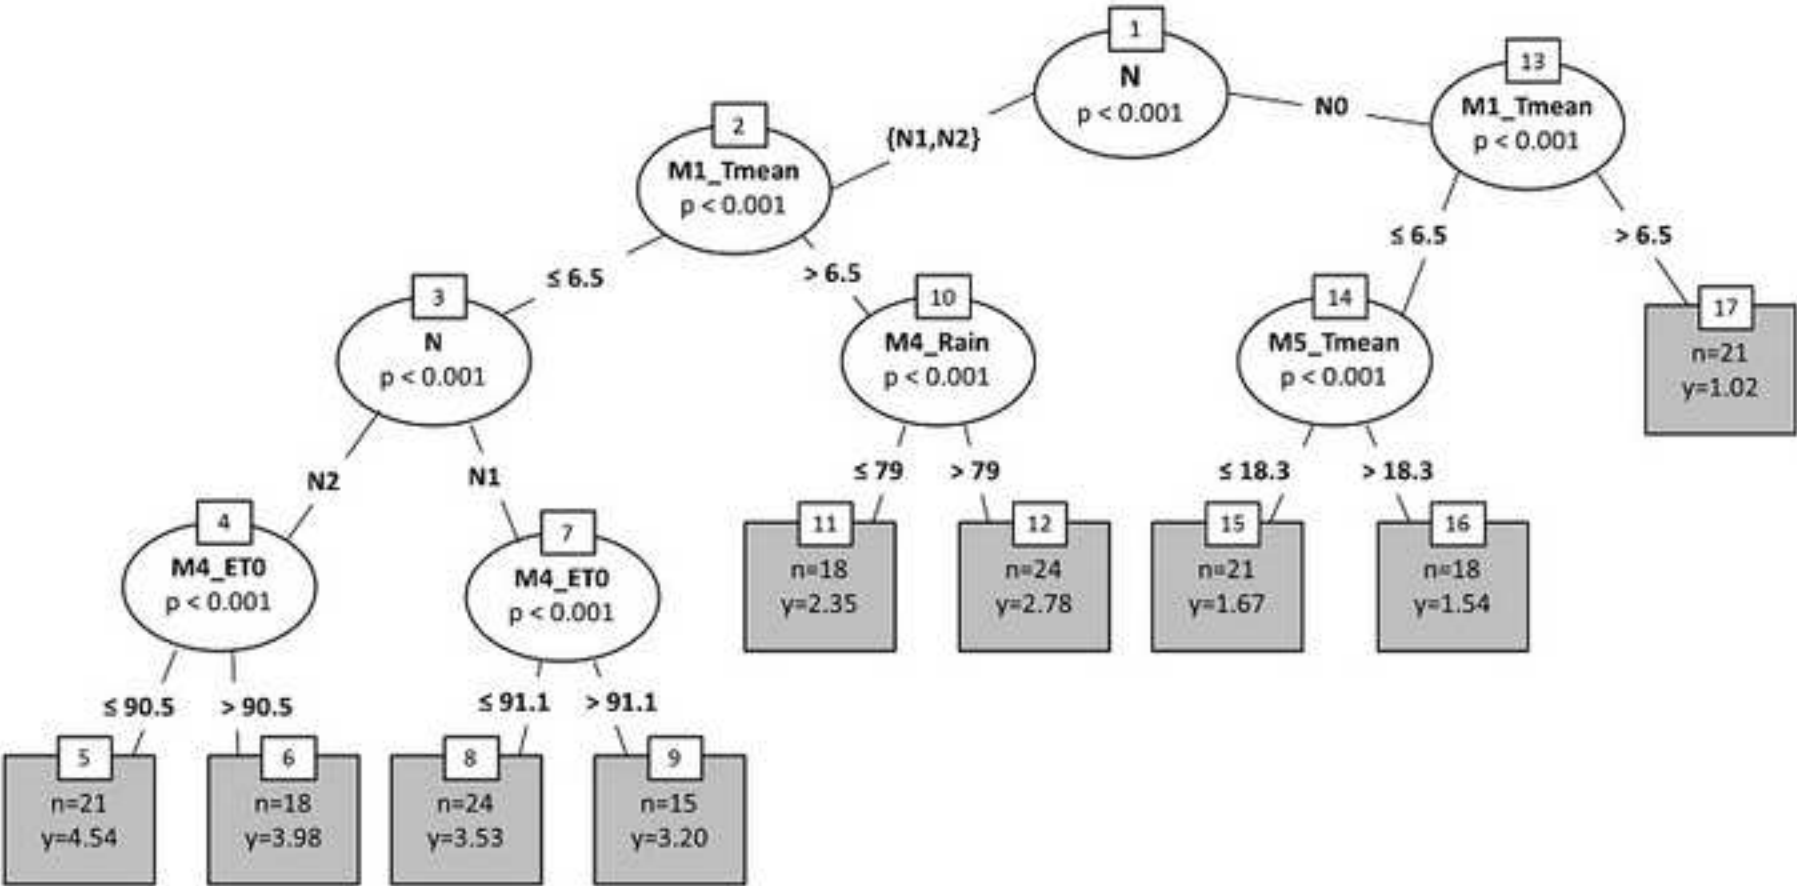 1
N
p < 0.001
{N1,N2}
N0
2
M1_Tmean
p < 0.001
13
M1_Tmean
p < 0.001
≤ 6.5
> 6.5
≤ 6.5
> 6.5
3
N
p < 0.001
10
M4_Rain
p < 0.001
14
M5_Tmean
p < 0.001
17
n=21
y=1.02
N2
N1
≤ 79
> 79
≤ 18.3
> 18.3
4
M4_ET0
p < 0.001
7
M4_ET0
p < 0.001
11
n=18
y=2.35
12
n=24
y=2.78
15
n=21
y=1.67
16
n=18
y=1.54
≤ 90.5
> 90.5
≤ 91.1
> 91.1
5
n=21
y=4.54
6
n=18
y=3.98
8
n=24
y=3.53
9
n=15
y=3.20